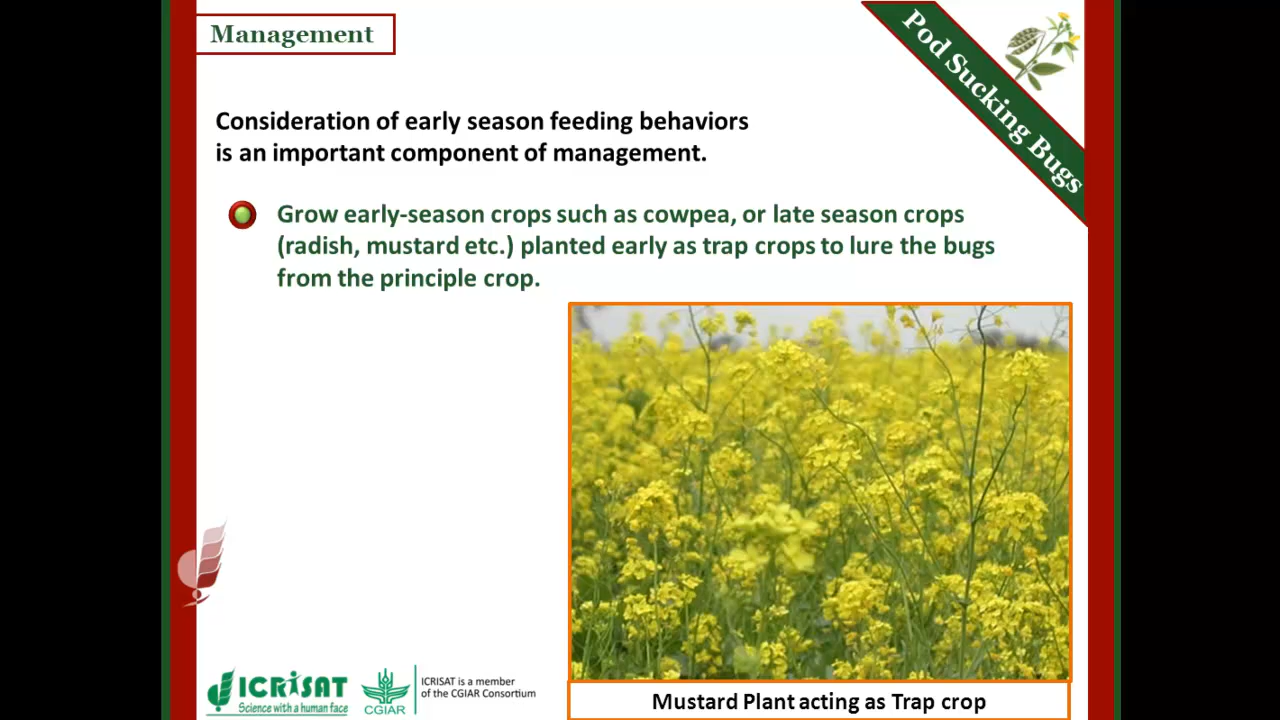 Management
Pod Sucking Bugs
Consideration of early season feeding behaviors
is an important component of management.
Grow early-season crops such as cowpea, or late season crops
(radish, mustard etc.) planted early as trap crops to lure the bugs
from the principle crop.
Mustard Plant acting as Trap crop
ICRISAT
Science with a human face
CGIAR
ICRISAT is a member
of the CGIAR Consortium